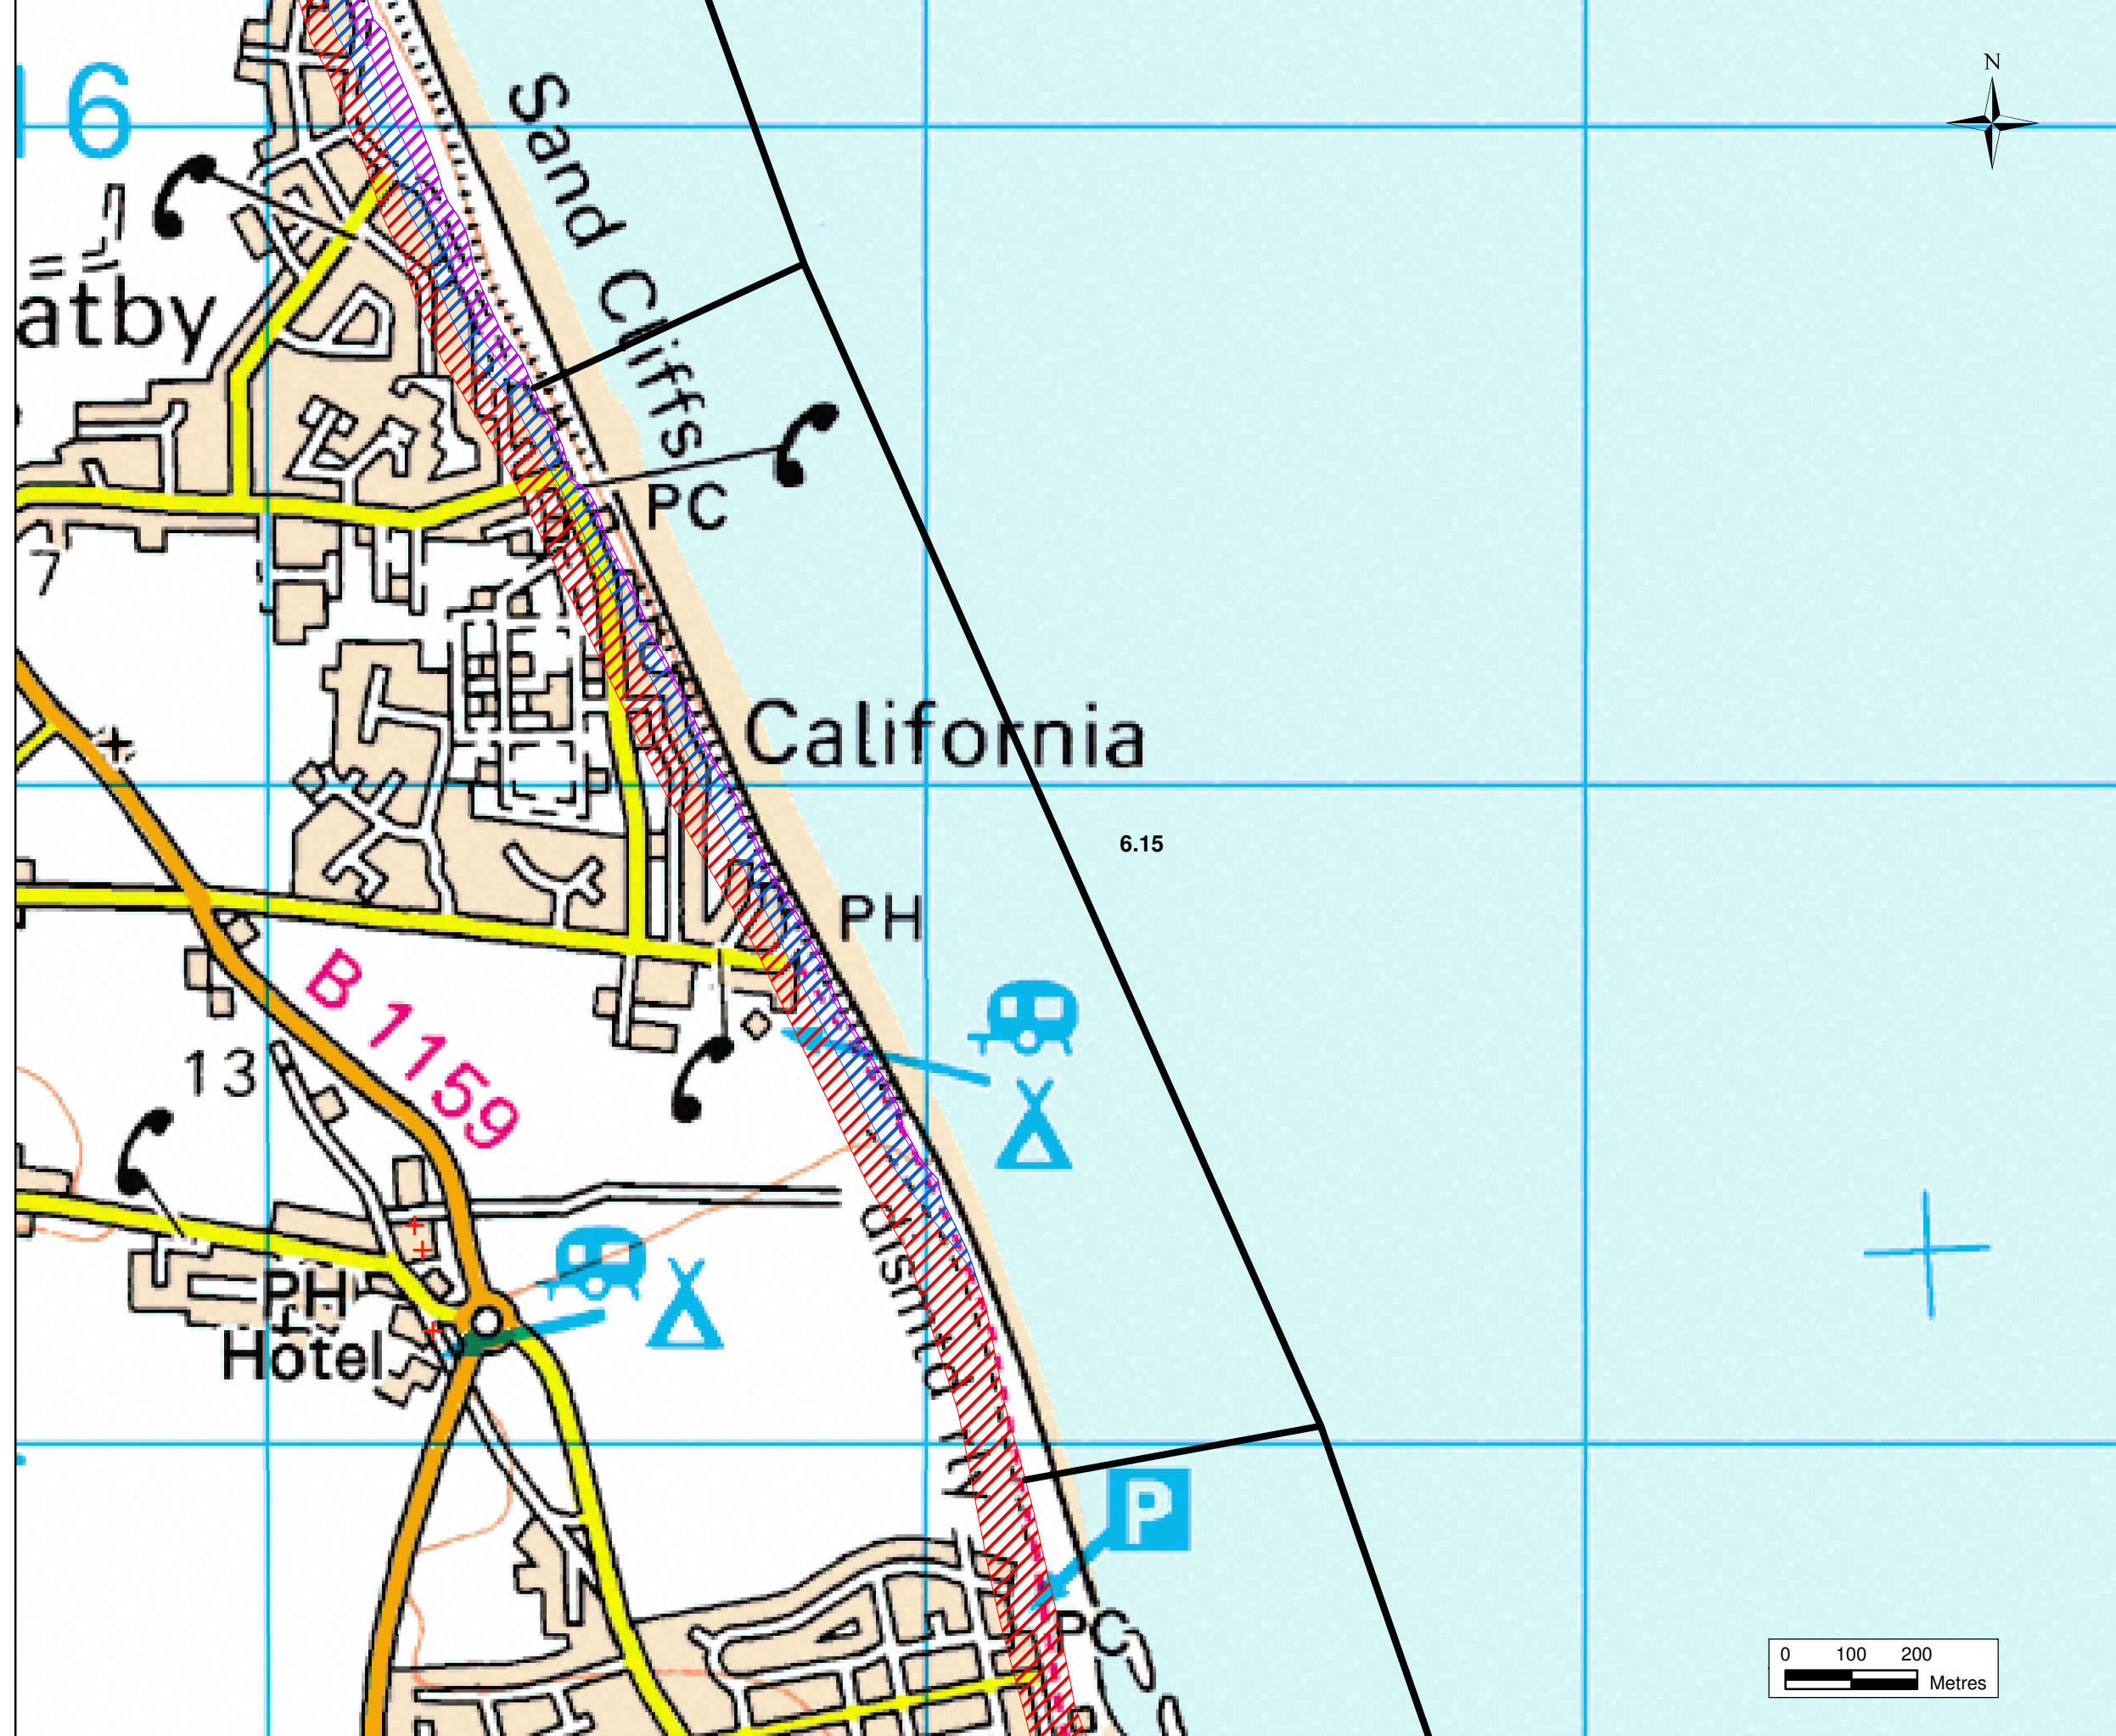 N
16
Sand Cliffs
atby
PC
7
California
6.15
PH
B 1159
13
PH
Hotel
dismtd rly
P
PC
0 100 200
Metres